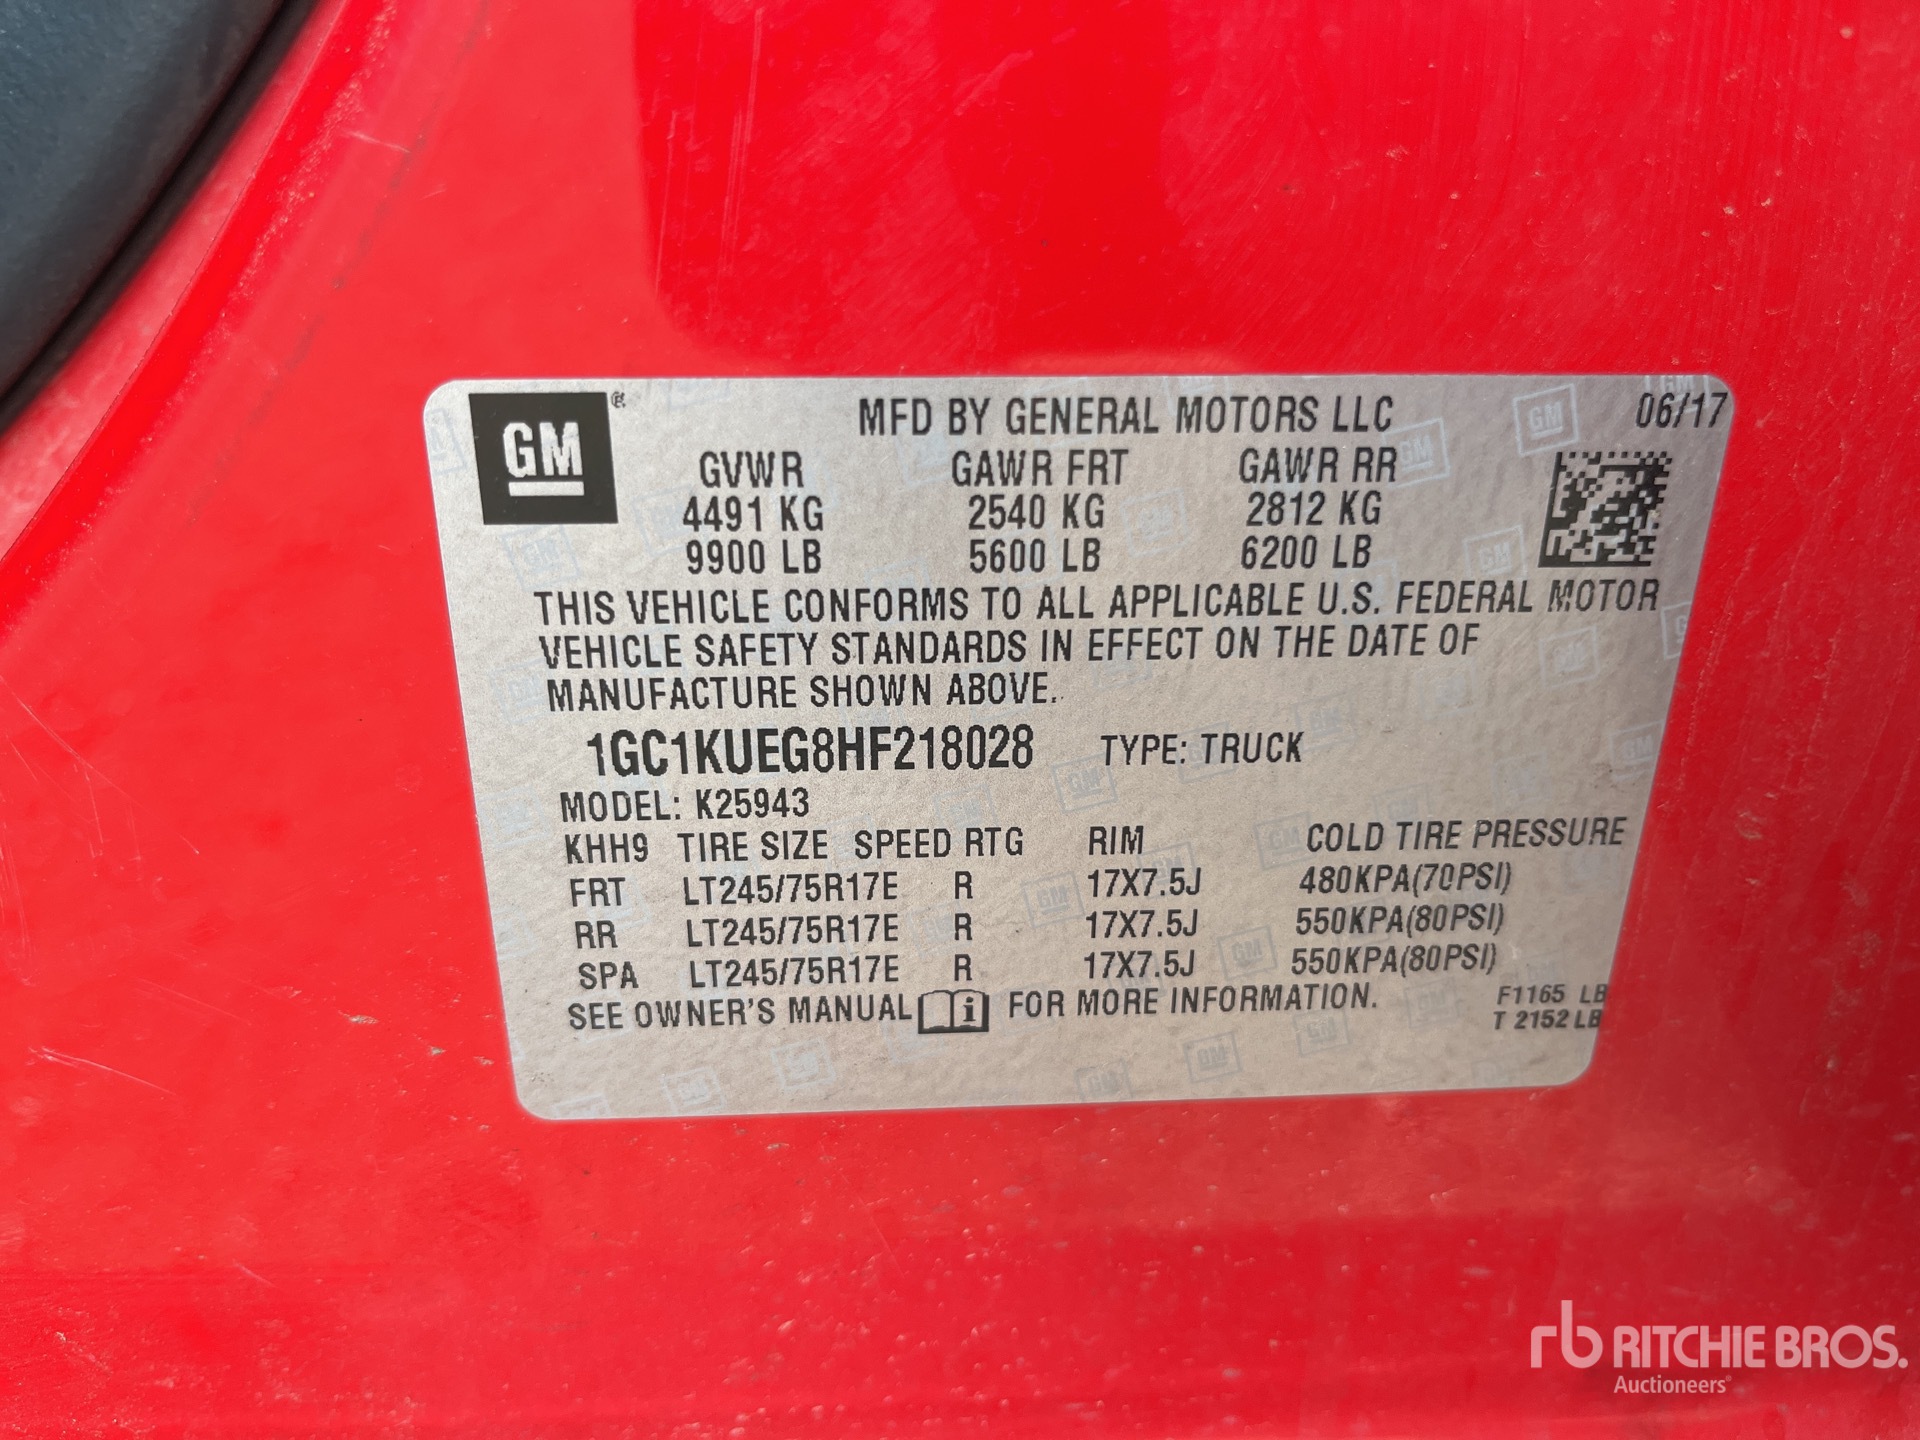 GM
MFD BY GENERAL MOTORS LLC 06/17
GVWR GAWR FRT GAWR RR
4491 KG 2540 KG 2812 KG
9900 LB 5600 LB 6200 LB
THIS VEHICLE CONFORMS TO ALL APPLICABLE U.S. FEDERAL MOTOR
VEHICLE SAFETY STANDARDS IN EFFECT ON THE DATE OF
MANUFACTURE SHOWN ABOVE.
1GC1KUEG8HF218028 TYPE: TRUCK
MODEL: K25943
KHH9 TIRE SIZE SPEED RTG RIM COLD TIRE PRESSURE
FRT LT245/75R17E R 17X7.5J 480KPA(70PSI)
RR LT245/75R17E R 17X7.5J 550KPA(80PSI)
SPA LT245/75R17E R 17X7.5J 550KPA(80PSI)
SEE OWNER'S MANUAL i FOR MORE INFORMATION.
F1165 LB
T 2152 LB
rb RITCHIE BROS.
Auctioneers